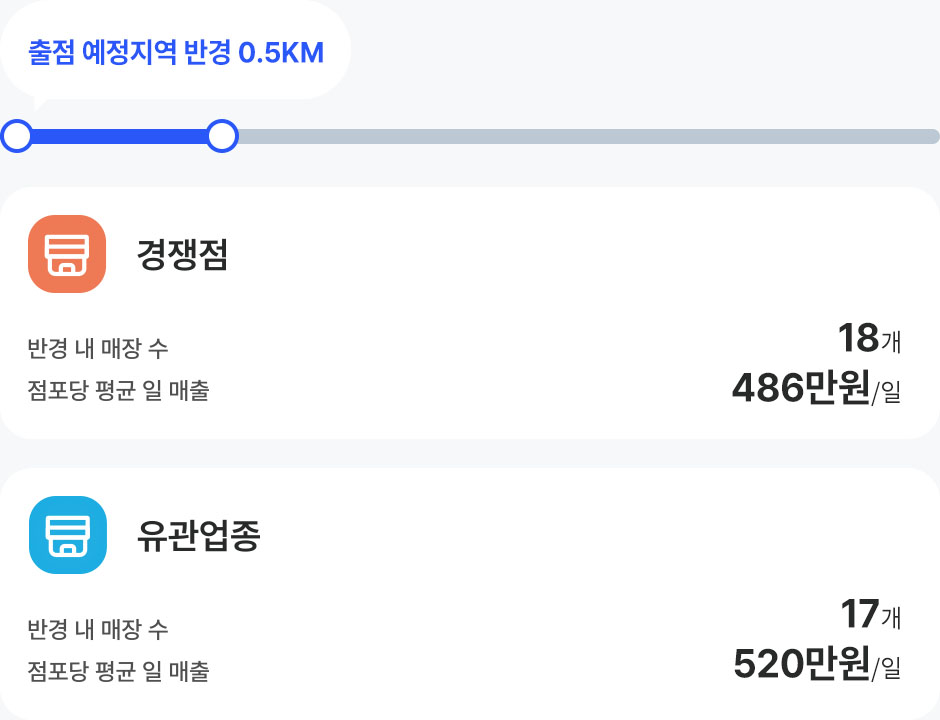 출점 예정지역 반경 0.5KM
경쟁점
반경 내 매장 수 18개
점포당 평균 일 매출 486만원/일
유관업종
반경 내 매장 수 17개
점포당 평균 일 매출 520만원/일